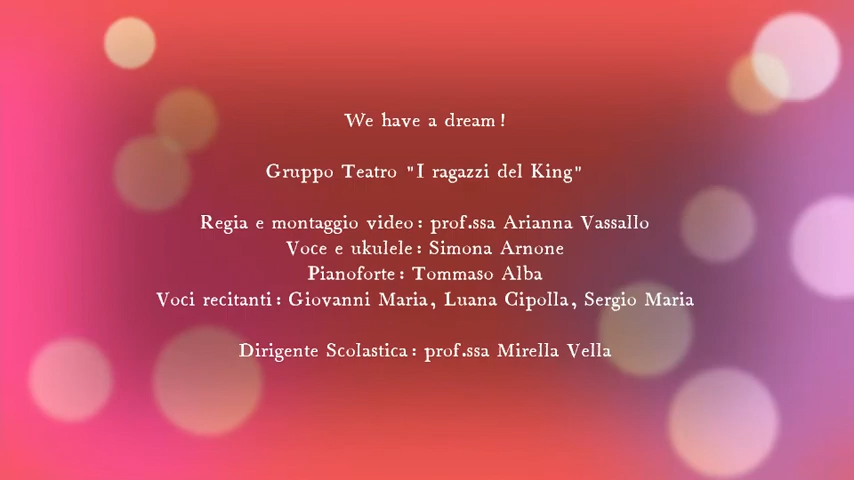 We have a dream!
Gruppo Teatro "I ragazzi del King"
Regia e montaggio video: prof.ssa Arianna Vassallo
Voce e ukulele: Simona Arnone
Pianoforte: Tommaso Alba
Voci recitanti: Giovanni Maria, Luana Cipolla, Sergio Maria
Dirigente Scolastica: prof.ssa Mirella Vella